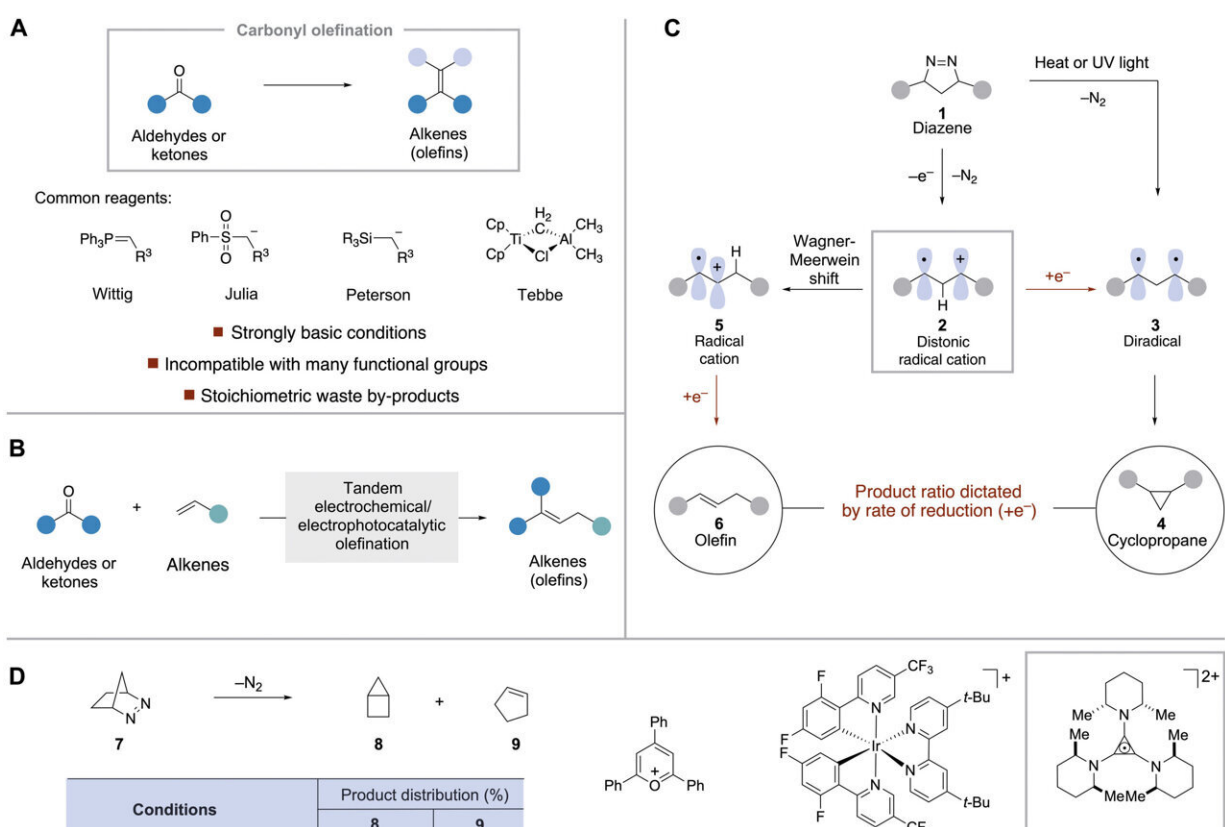 A
Carbonyl olefination
O
Aldehydes or
ketones
Alkenes
(olefins)
Common reagents:
Ph3P
R3
Wittig
O
Ph S
O
–
R3
Julia
R3Si
–
R3
Peterson
H2
Cp C CH3
Ti Al
Cp Cl CH3
Tebbe
Strongly basic conditions
Incompatible with many functional groups
Stoichiometric waste by-products
B
O
+
Aldehydes or
ketones
Alkenes
Tandem
electrochemical/
electrophotocatalytic
olefination
Alkenes
(olefins)
C
N=N
1
Diazene
Heat or UV light
–N2
–e– –N2
H
+
5
Radical
cation
Wagner-
Meerwein
shift
+
H
2
Distonic
radical cation
+e–
3
Diradical
+e–
6
Olefin
Product ratio dictated
by rate of reduction (+e–)
4
Cyclopropane
D
N
N
7
–N2
8
+
9
Conditions
Product distribution (%)
8 9
Ph
Ph O Ph
+
CF3
+
F
N
t-Bu
F
N
Ir
F
N
N
t-Bu
F
CF
2+
Me N Me
Me Me
N N
MeMe